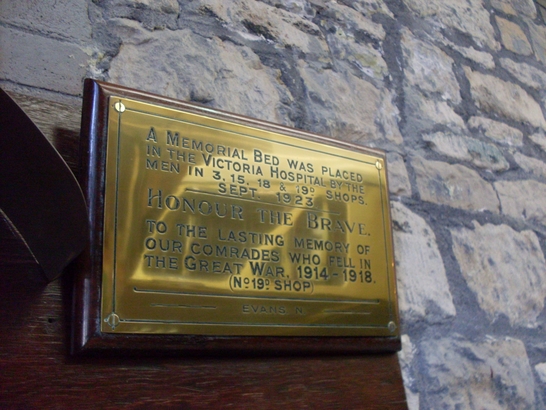 A MEMORIAL BED WAS PLACED
IN THE VICTORIA HOSPITAL BY THE
MEN IN 3. 15, 18 & 19D SHOPS.
SEPT. 1923
HONOUR THE BRAVE.
TO THE LASTING MEMORY OF
OUR COMRADES WHO FELL IN
THE GREAT WAR, 1914-1918.
(NO 19D SHOP)
EVANS. N.